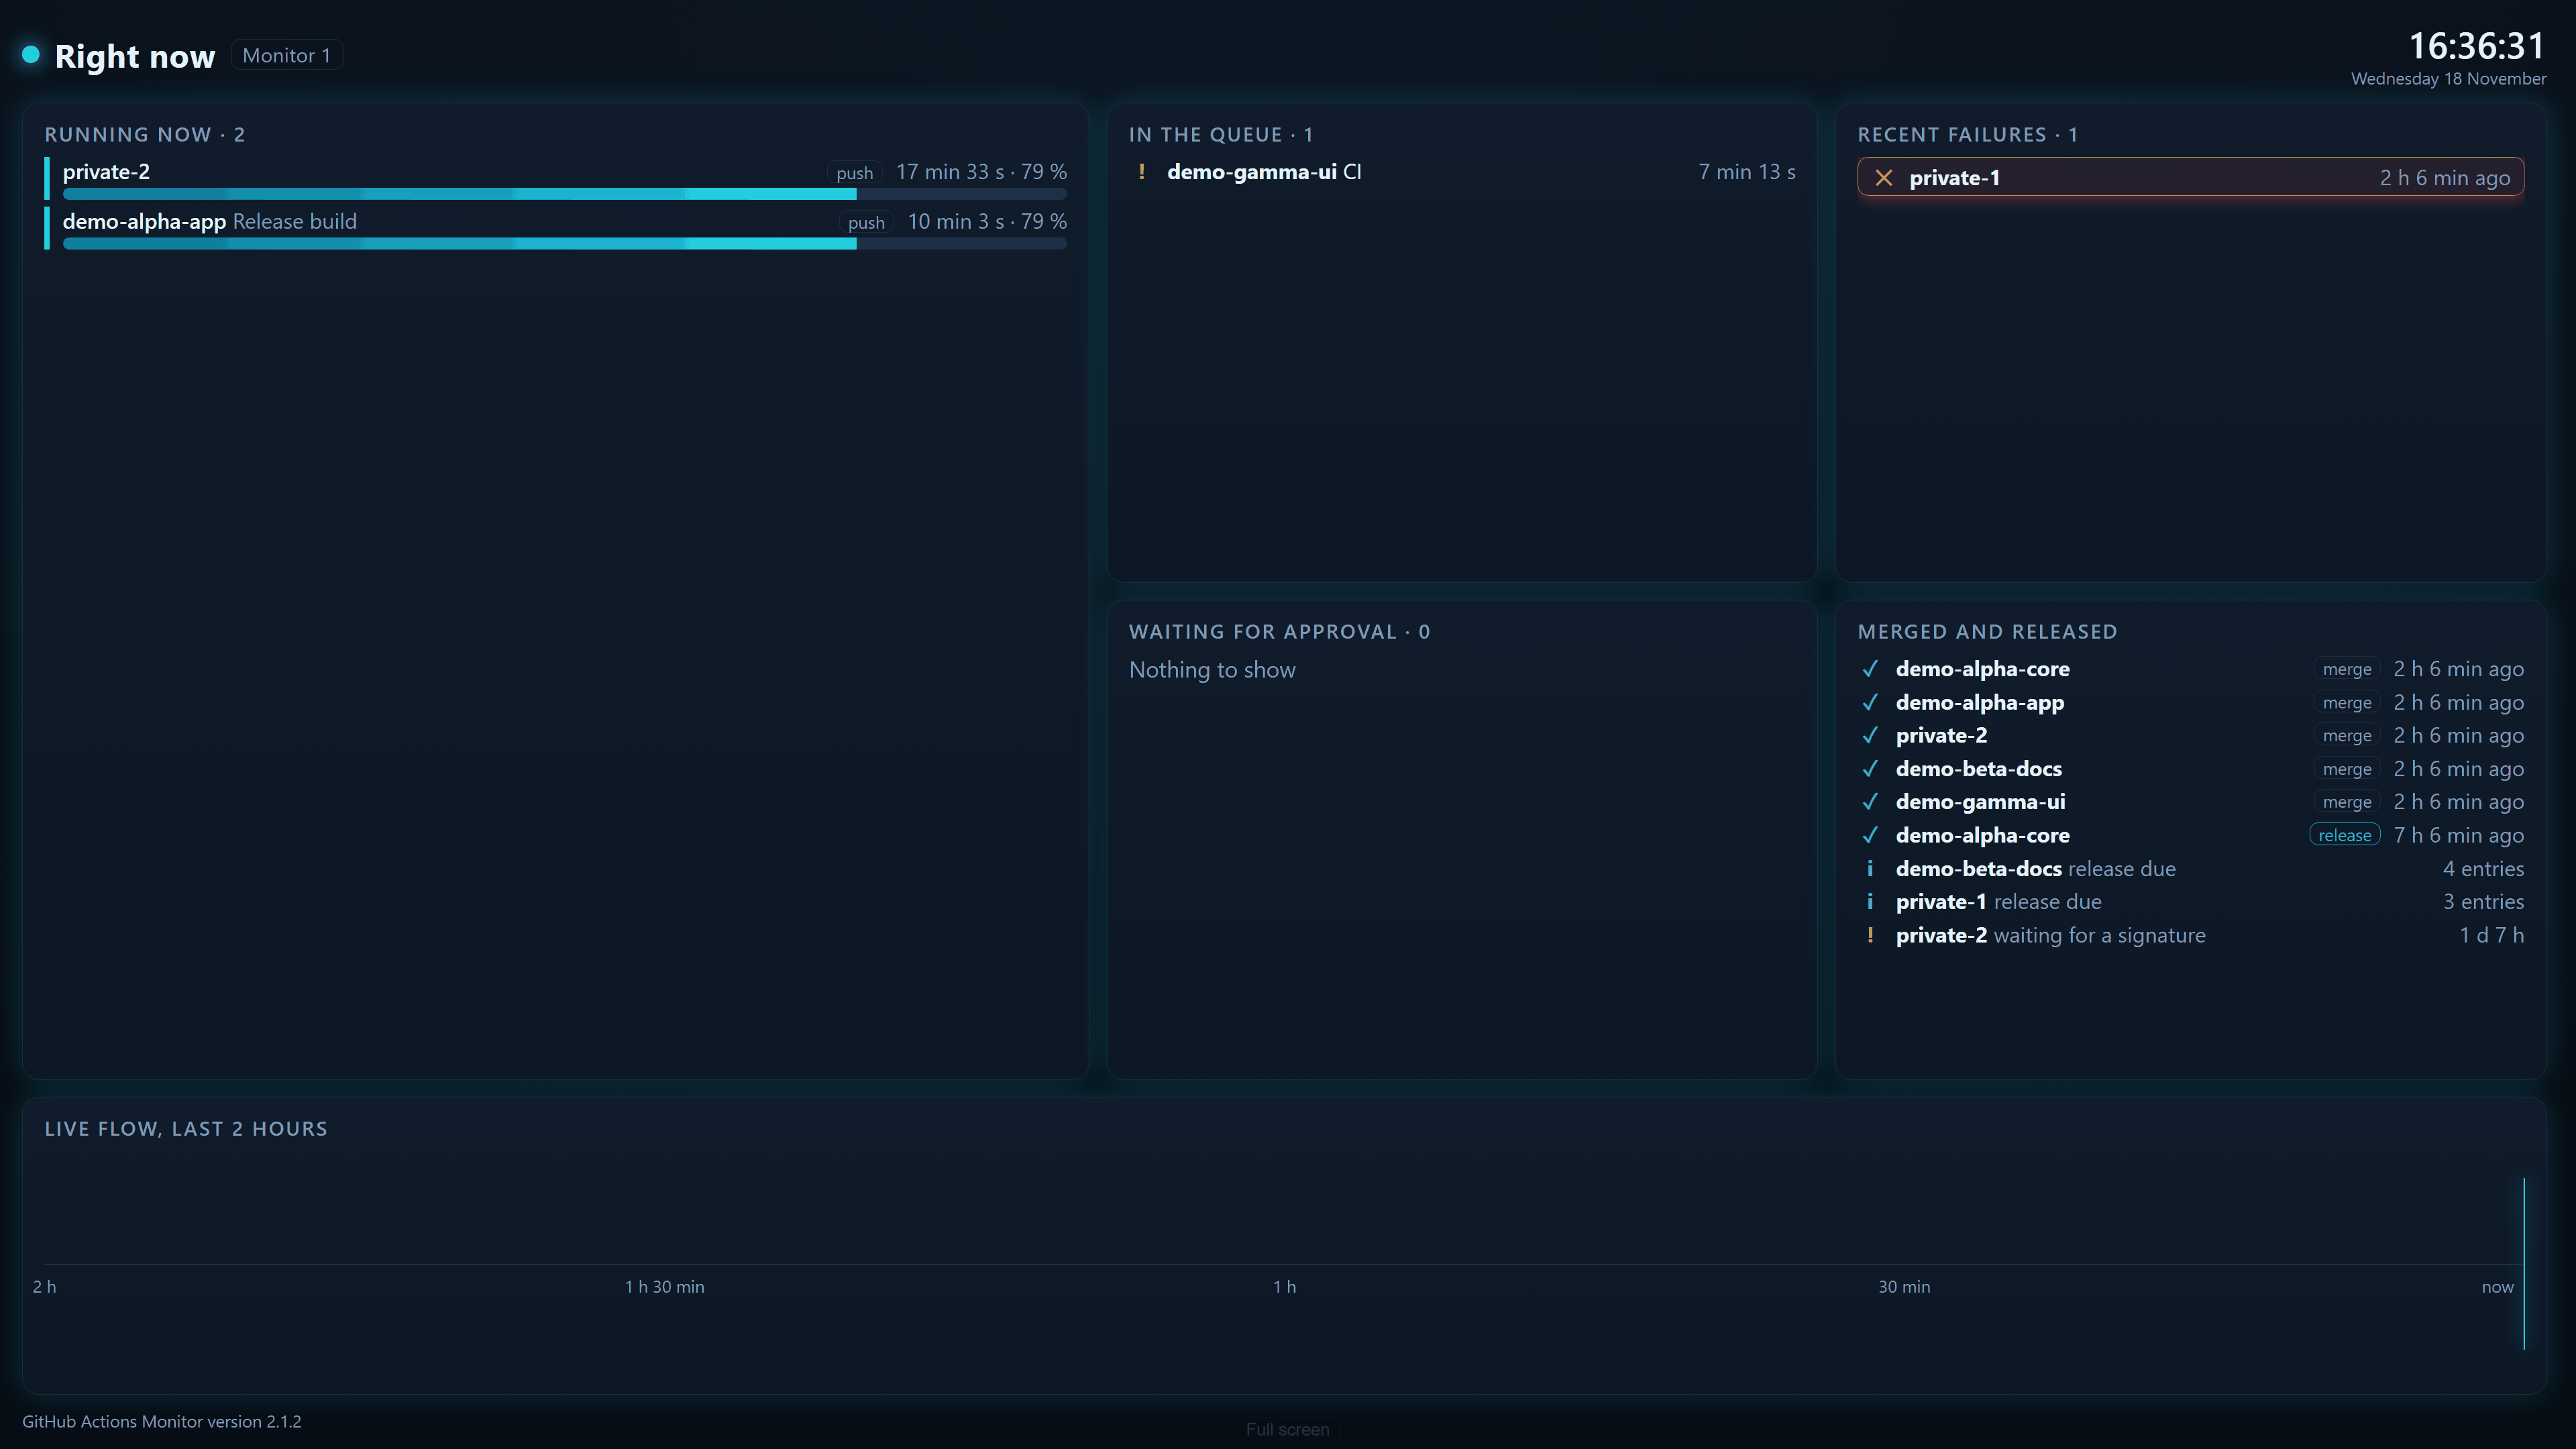 Right now
Monitor 1
16:36:31
Wednesday 18 November
RUNNING NOW · 2
private-2 push 17 min 33 s · 79 %
demo-alpha-app Release build push 10 min 3 s · 79 %
IN THE QUEUE · 1
! demo-gamma-ui CI 7 min 13 s
RECENT FAILURES · 1
private-1 2 h 6 min ago
WAITING FOR APPROVAL · 0
Nothing to show
MERGED AND RELEASED
demo-alpha-core merge 2 h 6 min ago
demo-alpha-app merge 2 h 6 min ago
private-2 merge 2 h 6 min ago
demo-beta-docs merge 2 h 6 min ago
demo-gamma-ui merge 2 h 6 min ago
demo-alpha-core release 7 h 6 min ago
i demo-beta-docs release due 4 entries
i private-1 release due 3 entries
! private-2 waiting for a signature 1 d 7 h
LIVE FLOW, LAST 2 HOURS
2 h 1 h 30 min 1 h 30 min now
GitHub Actions Monitor version 2.1.2
Full screen